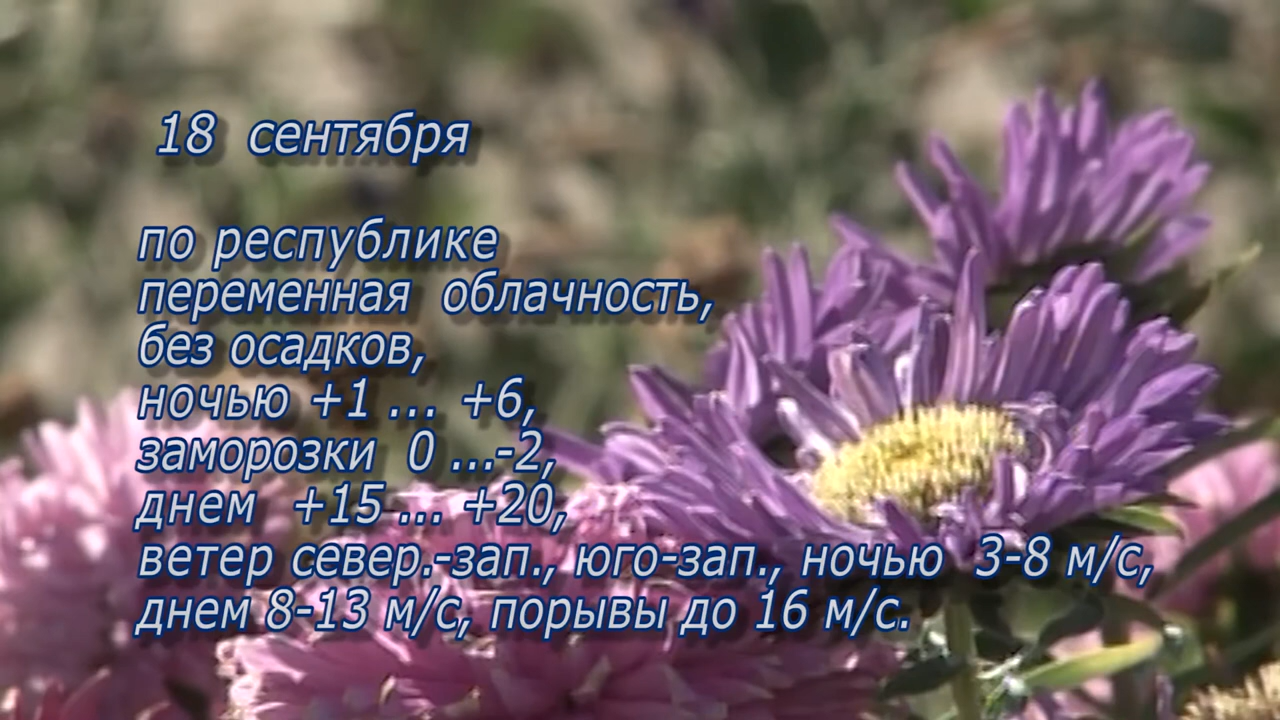 18 сентября
по республике
переменная облачность,
без осадков,
ночью +1 ... +6,
заморозки 0 ...-2,
днем +15 ... +20,
ветер север.-зап., юго-зап., ночью 3-8 м/с,
днем 8-13 м/с, порывы до 16 м/с.